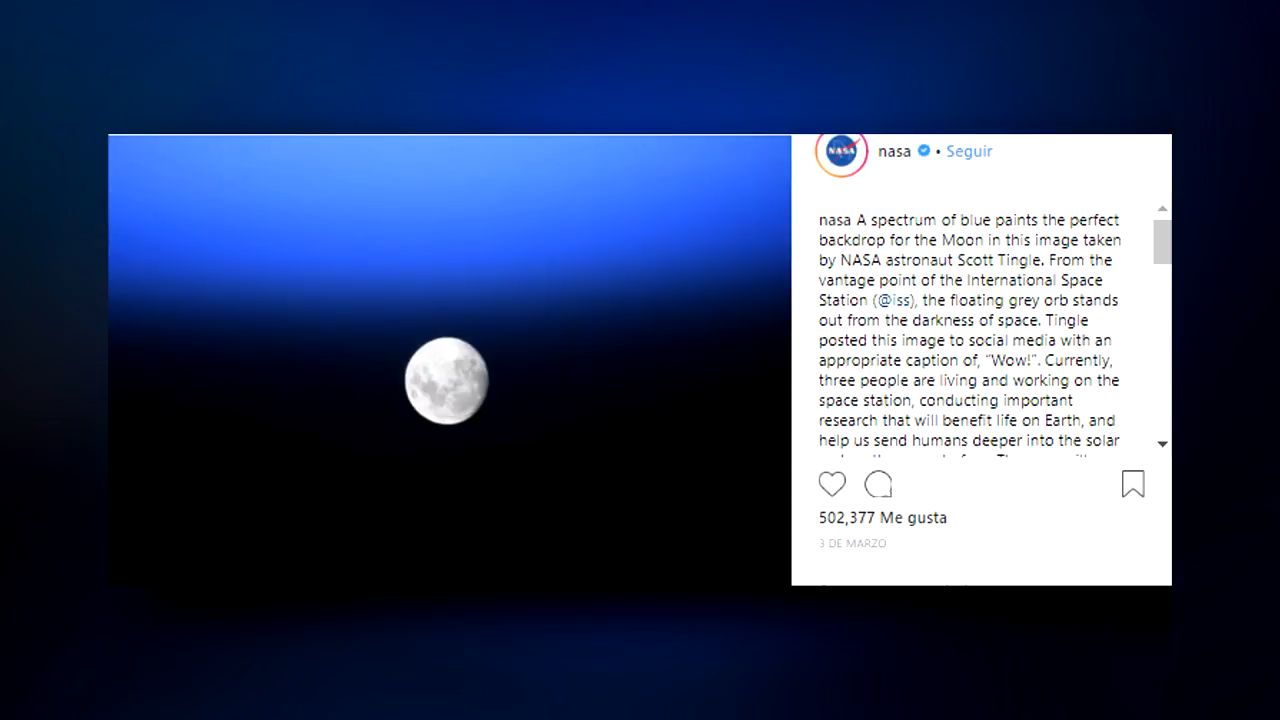 NASA
nasa • Seguir
nasa A spectrum of blue paints the perfect
backdrop for the Moon in this image taken
by NASA astronaut Scott Tingle. From the
vantage point of the International Space
Station (@iss), the floating grey orb stands
out from the darkness of space. Tingle
posted this image to social media with an
appropriate caption of, “Wow!”. Currently,
three people are living and working on the
space station, conducting important
research that will benefit life on Earth, and
help us send humans deeper into the solar
502,377 Me gusta
3 DE MARZO